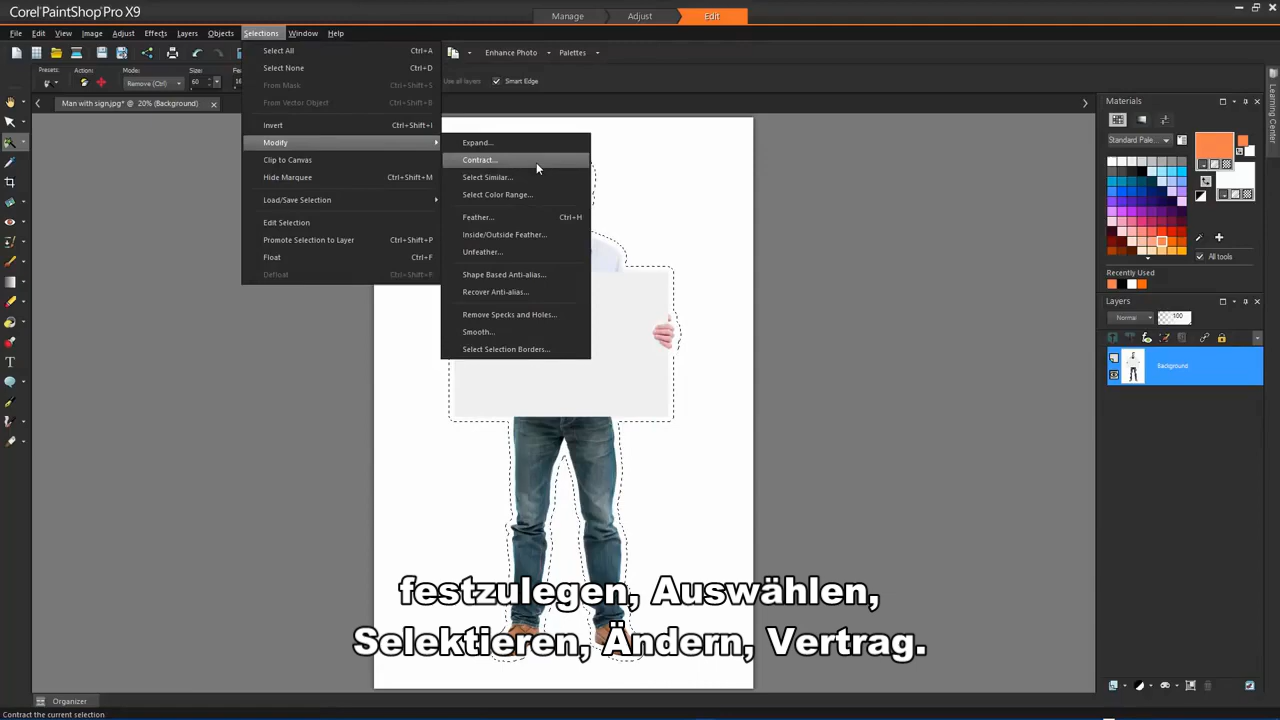 Corel PaintShop Pro X9
Manage Adjust Edit
File Edit View Image Adjust Effects Layers Objects Selections Window Help
Enhance Photo Palettes
Presets: Action: Mode: Size:
Remove (Ctrl) 60
Use all layers Smart Edge
Man with sign.jpg* @ 20% (Background)
Select All Ctrl+A
Select None Ctrl+D
From Mask Ctrl+Shift+S
From Vector Object Ctrl+Shift+B
Invert Ctrl+Shift+I
Modify
Clip to Canvas
Hide Marquee Ctrl+Shift+M
Load/Save Selection
Edit Selection
Promote Selection to Layer Ctrl+Shift+P
Float Ctrl+F
Defloat Ctrl+Shift+F
Expand...
Contract...
Select Similar...
Select Color Range...
Feather... Ctrl+H
Inside/Outside Feather...
Unfeather...
Shape Based Anti-alias...
Recover Anti-alias...
Remove Specks and Holes...
Smooth...
Select Selection Borders...
Materials
Standard Pale...
All tools
Recently Used
Layers
Normal 100
Background
Learning Center
festzulegen, Auswählen,
Selektieren, Ändern, Vertrag.
Organizer
Contract the current selection